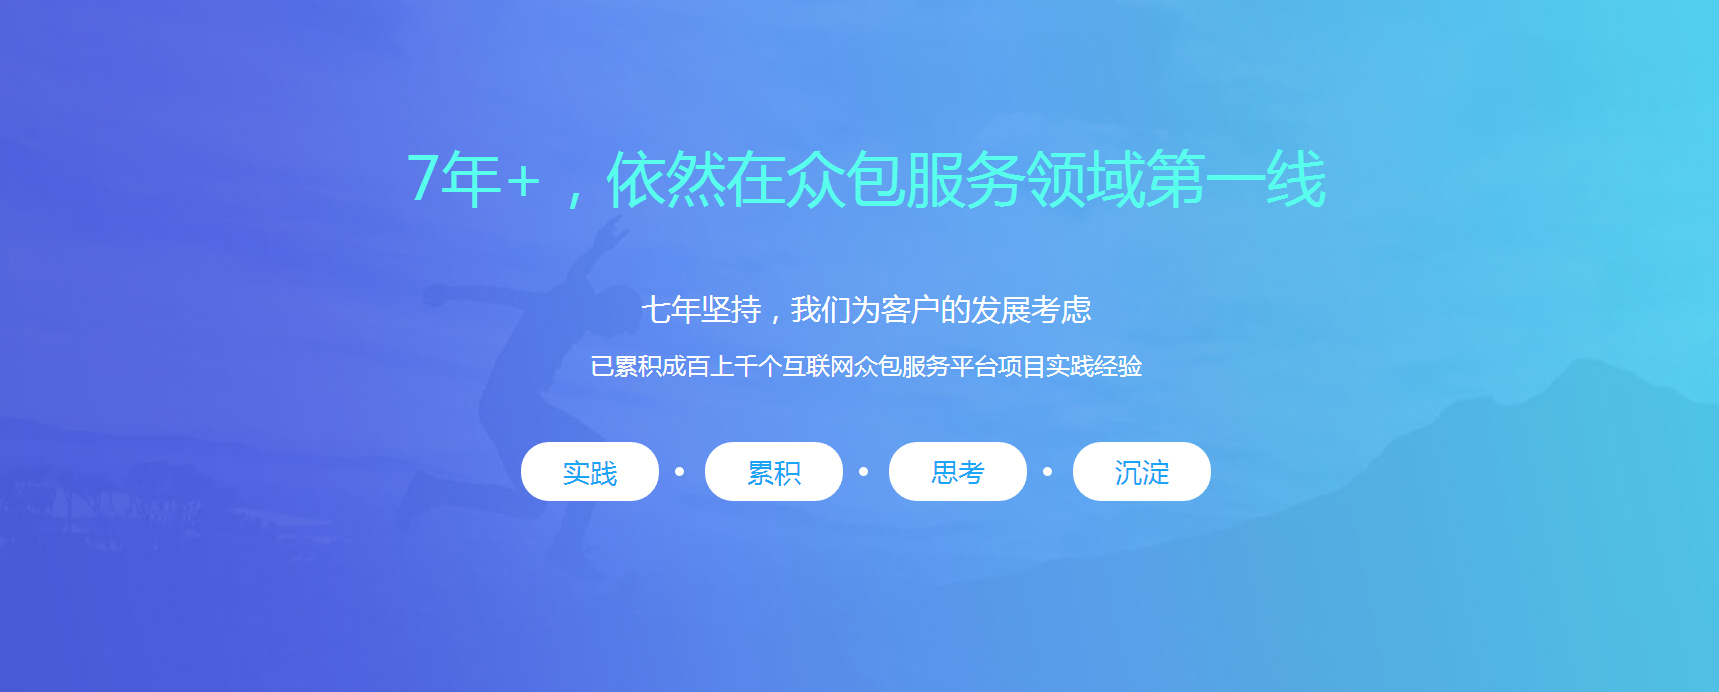 7年+，依然在众包服务领域第一线
七年坚持，我们为客户的发展考虑
已累积成百上千个互联网众包服务平台项目实践经验
实践 • 累积 • 思考 • 沉淀